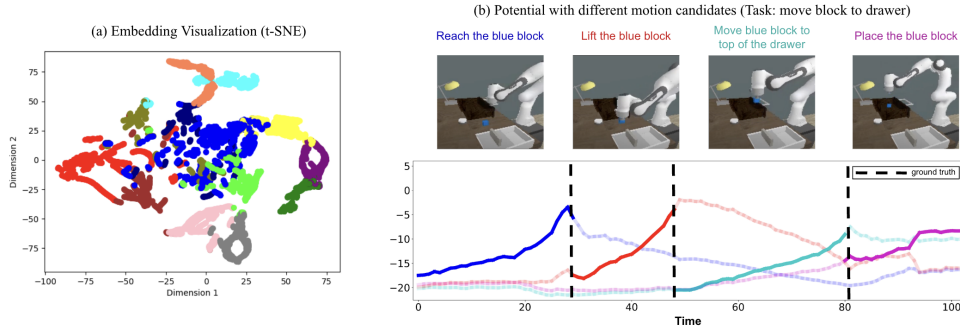 (a) Embedding Visualization (t-SNE)
75
50
25
0
−25
−50
−75
Dimension 2
−100
−75
−50
−25
0
25
50
75
Dimension 1
(b) Potential with different motion candidates (Task: move block to drawer)
Reach the blue block
Lift the blue block
Move blue block to
top of the drawer
Place the blue block
5
0
−5
−10
−15
−20
ground truth
0
20
40
60
80
100
Time